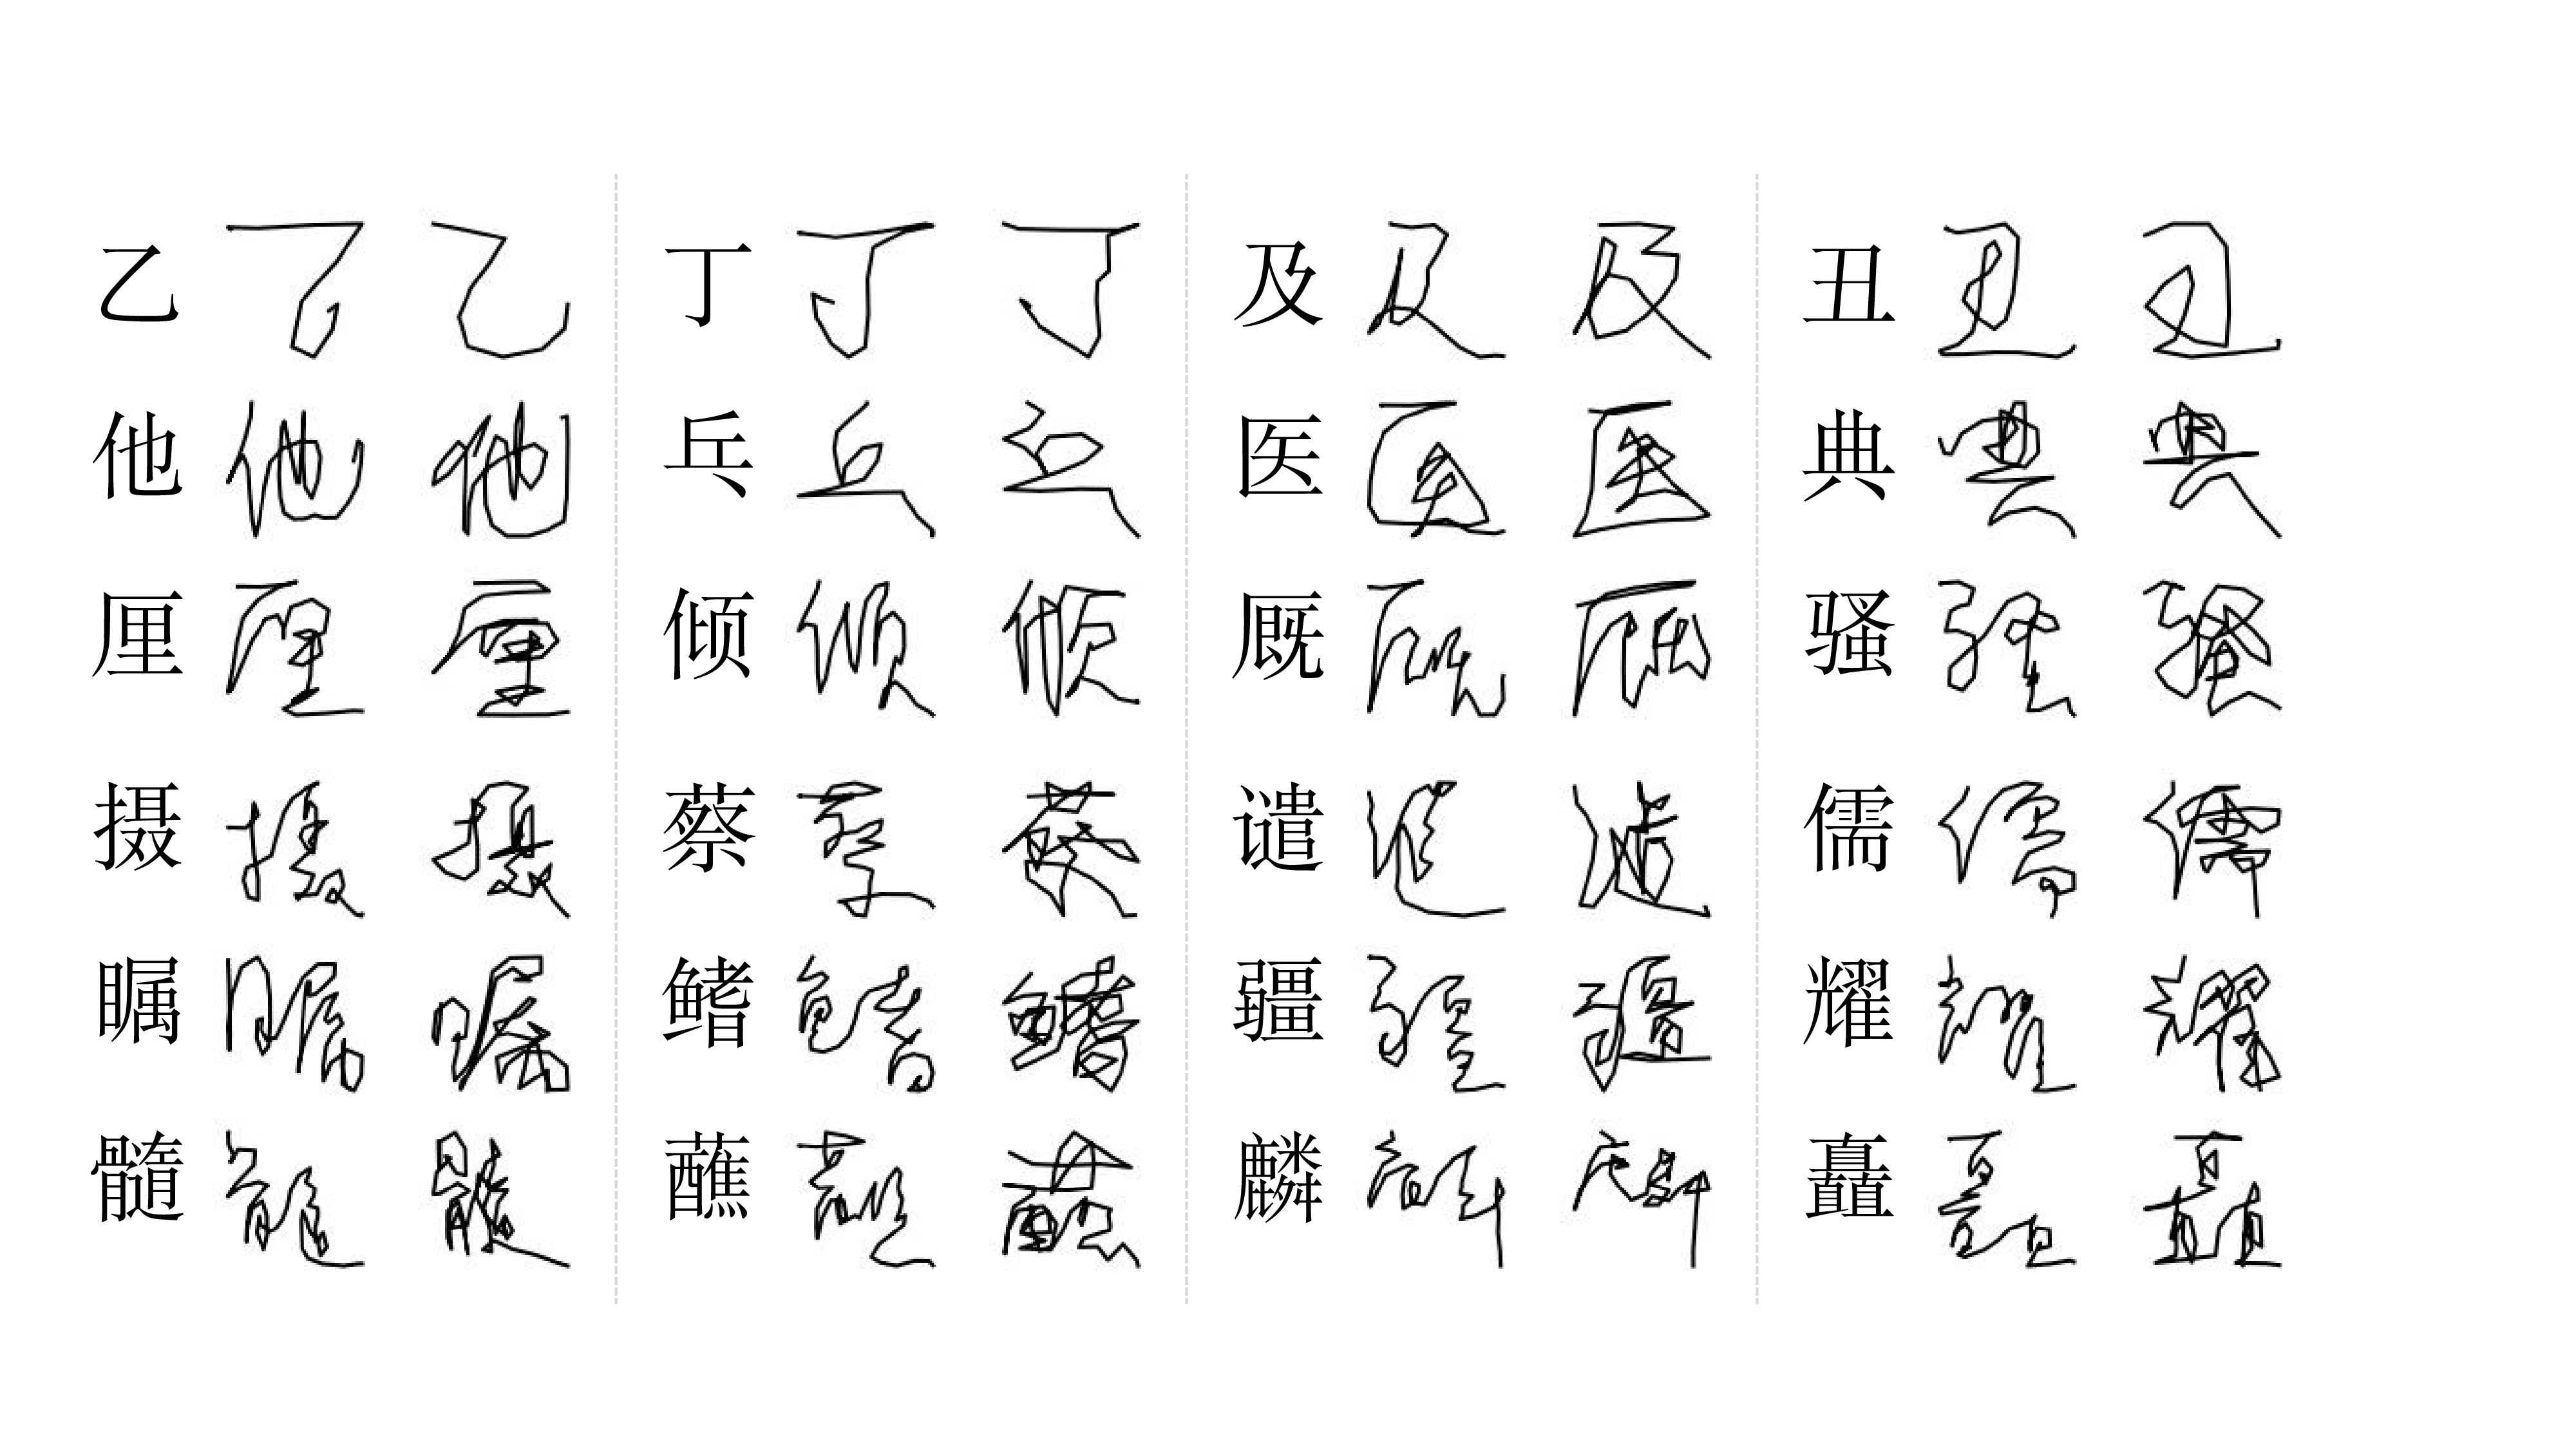 乙 乙 乙 丁 丁 丁 及 及 及 丑 丑 丑
他 他 他 乓 乓 乓 医 医 医 典 典 典
厘 厘 厘 倾 倾 倾 厩 厩 厩 骚 骚 骚
摄 摄 摄 蔡 蔡 蔡 谴 谴 谴 儒 儒 儒
瞩 瞩 瞩 鳍 鳍 鳍 疆 疆 疆 耀 耀 耀
髓 髓 髓 蘸 蘸 蘸 麟 麟 麟 矗 矗 矗